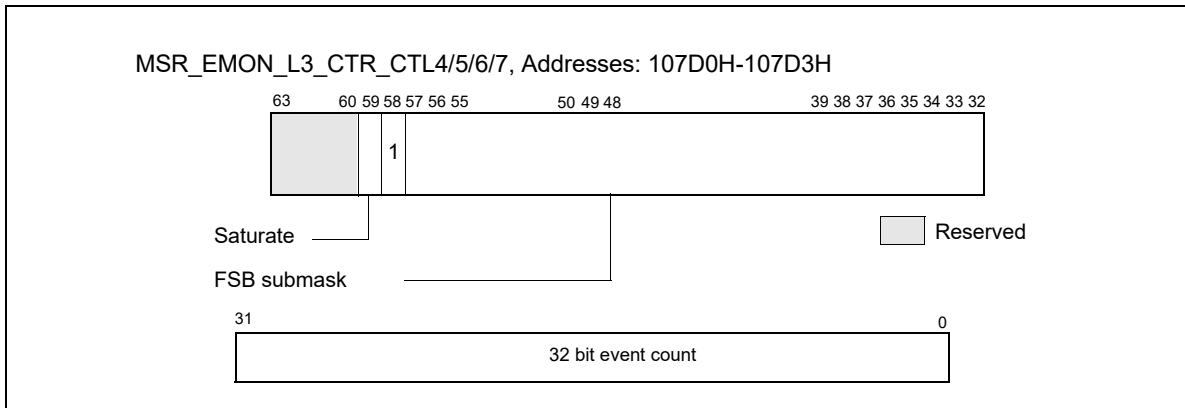 MSR_EMON_L3_CTR_CTL4/5/6/7, Addresses: 107D0H-107D3H
63 60 59 58 57 56 55 50 49 48 39 38 37 36 35 34 33 32
1
Saturate
Reserved
FSB submask
31 0
32 bit event count